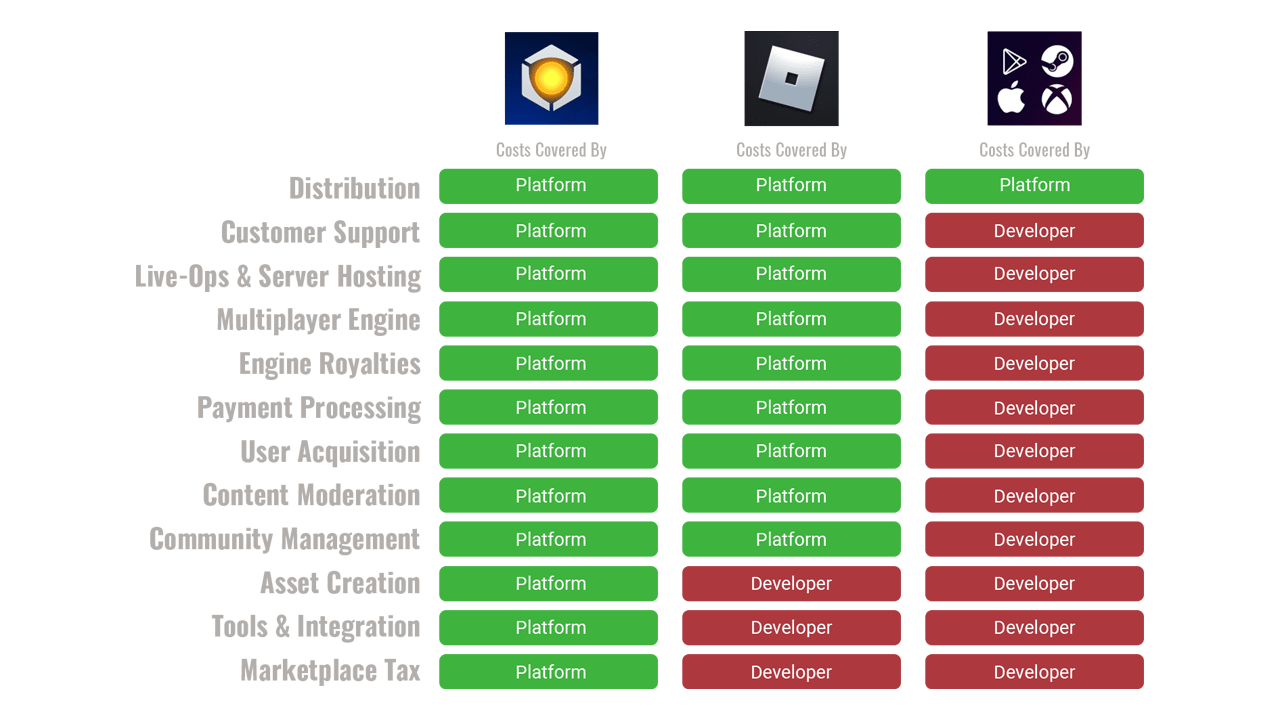 Costs Covered By Costs Covered By Costs Covered By
Distribution Platform Platform Platform
Customer Support Platform Platform Developer
Live-Ops & Server Hosting Platform Platform Developer
Multiplayer Engine Platform Platform Developer
Engine Royalties Platform Platform Developer
Payment Processing Platform Platform Developer
User Acquisition Platform Platform Developer
Content Moderation Platform Platform Developer
Community Management Platform Platform Developer
Asset Creation Platform Developer Developer
Tools & Integration Platform Developer Developer
Marketplace Tax Platform Developer Developer